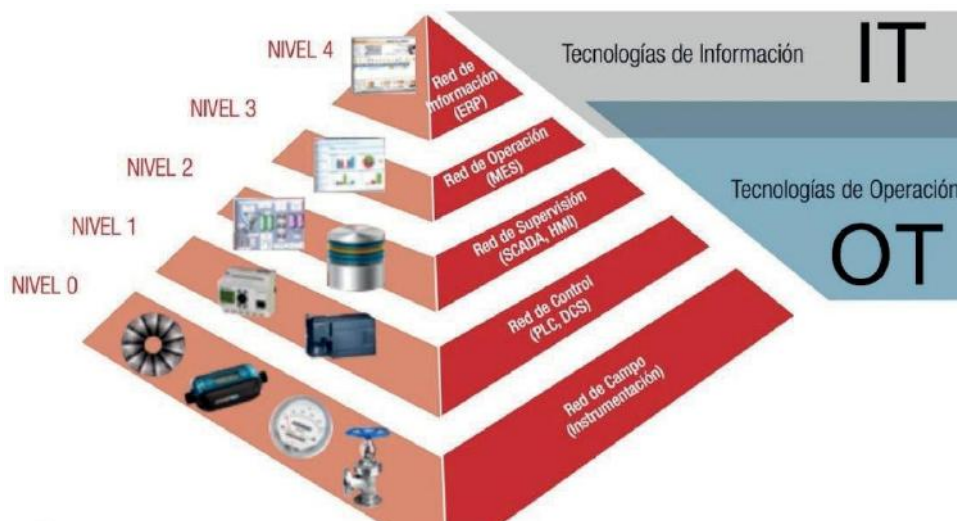 NIVEL 4
NIVEL 3
NIVEL 2
NIVEL 1
NIVEL 0
Red de
Información
(ERP)
Red de Operación
(MES)
Red de Supervisión
(SCADA, HMI)
Red de Control
(PLC, DCS)
Red de Campo
(Instrumentación)
Tecnologías de Información
IT
Tecnologías de Operación
OT